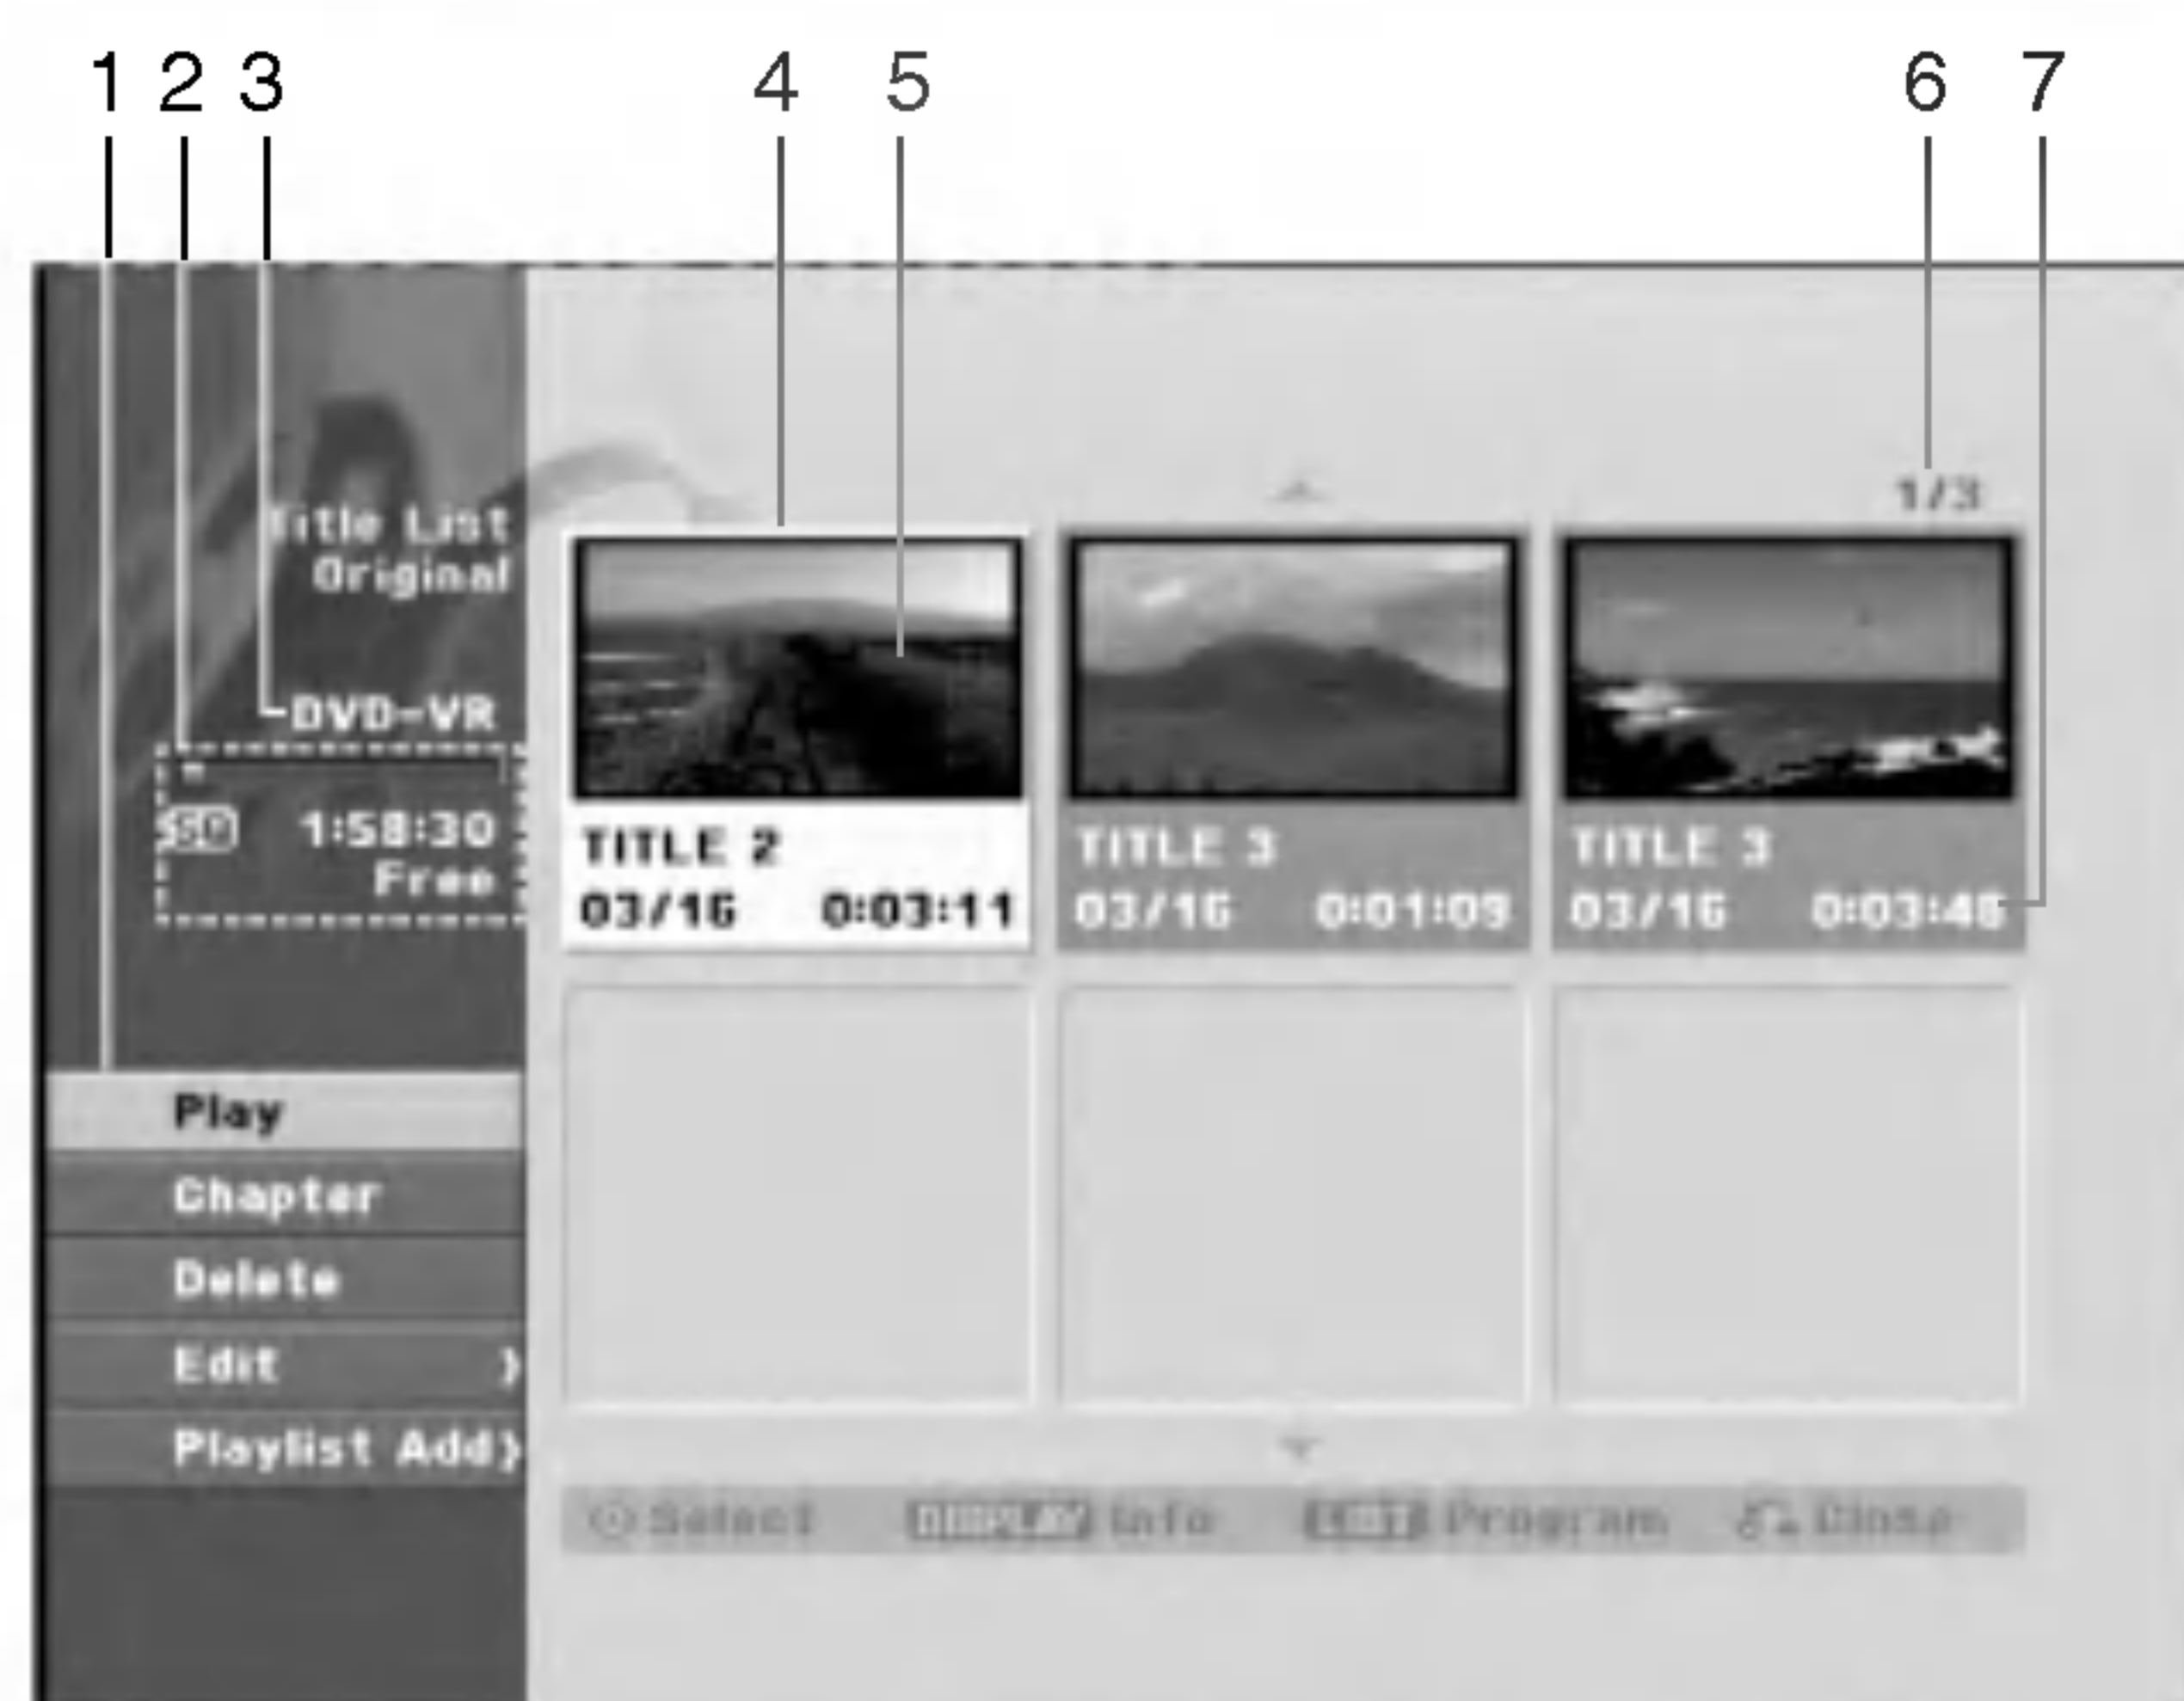 1 2 3 4 5 6 7
Title List
Original
DVD-VR
SP 1:58:30
Free
1/3
TITLE 2
03/16 0:03:11
TITLE 3
03/16 0:01:09
TITLE 3
03/16 0:03:46
Play
Chapter
Delete
Edit ❭
Playlist Add❭
Select DISPLAY Info Program Close